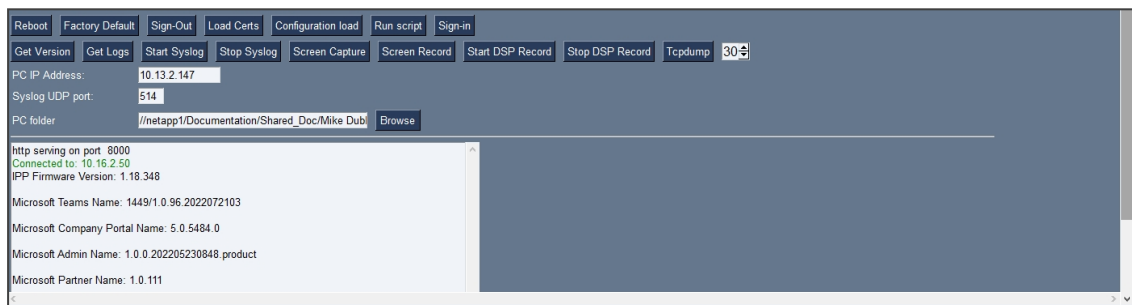 Reboot Factory Default Sign-Out Load Certs Configuration load Run script Sign-in
Get Version Get Logs Start Syslog Stop Syslog Screen Capture Screen Record Start DSP Record Stop DSP Record Tcpdump 30
PC IP Address: 10.13.2.147
Syslog UDP port: 514
PC folder //netapp1/Documentation/Shared_Doc/Mike Dubl Browse
http serving on port 8000
Connected to: 10.16.2.50
IPP Firmware Version: 1.18.348
Microsoft Teams Name: 1449/1.0.96.2022072103
Microsoft Company Portal Name: 5.0.5484.0
Microsoft Admin Name: 1.0.0.202205230848.product
Microsoft Partner Name: 1.0.111